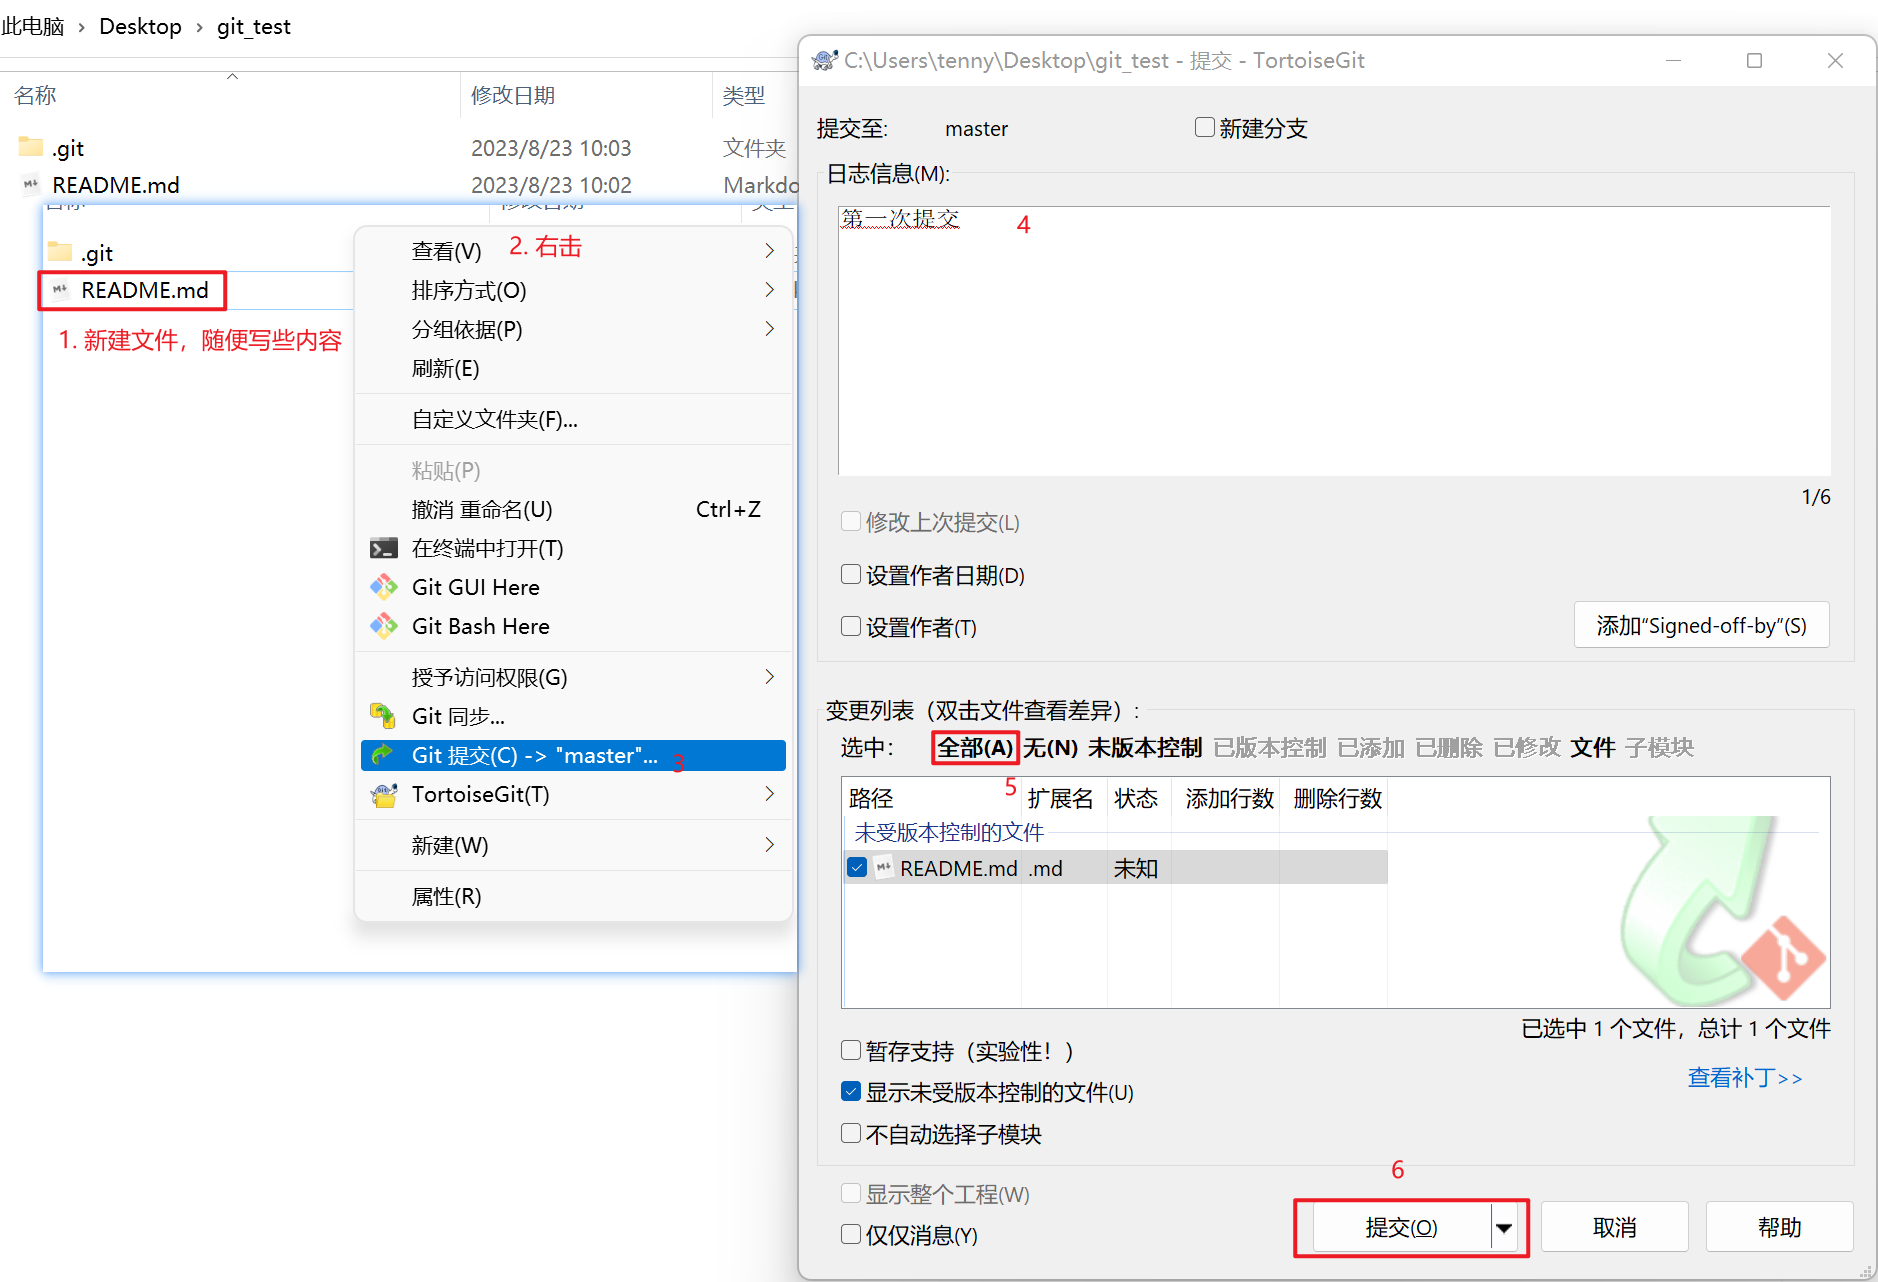 此电脑 › Desktop › git_test
名称 修改日期 类型
.git 2023/8/23 10:03 文件夹
README.md 2023/8/23 10:02 Markdo
.git
README.md
1. 新建文件，随便写些内容
查看(V)
2. 右击
排序方式(O)
分组依据(P)
刷新(E)
自定义文件夹(F)...
粘贴(P)
撤消 重命名(U) Ctrl+Z
在终端中打开(T)
Git GUI Here
Git Bash Here
授予访问权限(G)
Git 同步...
Git 提交(C) -> "master"...
3
TortoiseGit(T)
新建(W)
属性(R)
C:\Users\tenny\Desktop\git_test - 提交 - TortoiseGit
提交至: master 新建分支
日志信息(M):
第一次提交
4
1/6
修改上次提交(L)
设置作者日期(D)
设置作者(T)
添加“Signed-off-by”(S)
变更列表（双击文件查看差异）:
选中： 全部(A) 无(N) 未版本控制 已版本控制 已添加 已删除 已修改 文件 子模块
5
路径 扩展名 状态 添加行数 删除行数
未受版本控制的文件
README.md .md 未知
已选中 1 个文件，总计 1 个文件
暂存支持（实验性！）
查看补丁>>
显示未受版本控制的文件(U)
不自动选择子模块
6
显示整个工程(W)
仅仅消息(Y)
提交(O) 取消 帮助